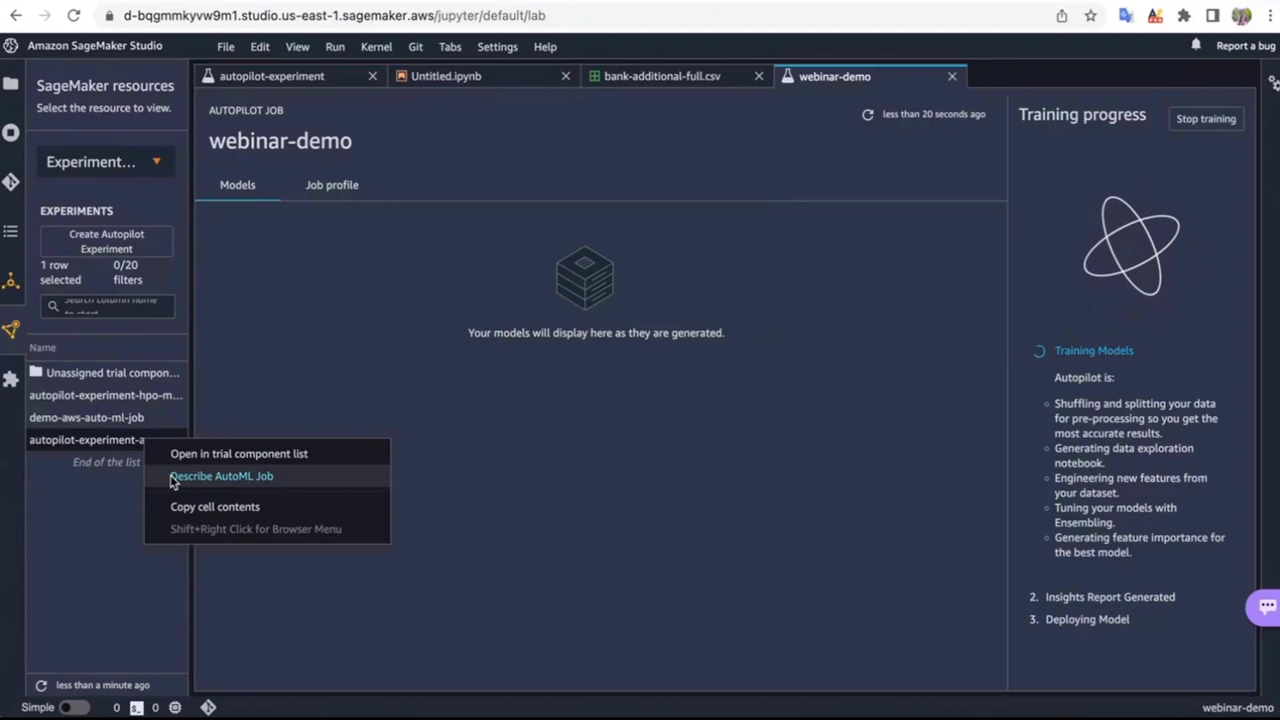 d-bqgmmkyvw9m1.studio.us-east-1.sagemaker.aws/jupyter/default/lab
Amazon SageMaker Studio
File Edit View Run Kernel Git Tabs Settings Help
Report a bug
SageMaker resources
Select the resource to view.
Experiment...
EXPERIMENTS
Create Autopilot
Experiment
1 row
selected
0/20
filters
Search column name
to start
Name
Unassigned trial compon...
autopilot-experiment-hpo-m...
demo-aws-auto-ml-job
autopilot-experiment-a
End of the list
less than a minute ago
Open in trial component list
Describe AutoML Job
Copy cell contents
Shift+Right Click for Browser Menu
autopilot-experiment
Untitled.ipynb
bank-additional-full.csv
webinar-demo
AUTOPILOT JOB
less than 20 seconds ago
webinar-demo
Models Job profile
Your models will display here as they are generated.
Training progress
Stop training
Training Models
Autopilot is:
Shuffling and splitting your data
for pre-processing so you get the
most accurate results.
Generating data exploration
notebook.
Engineering new features from
your dataset.
Tuning your models with
Ensembling.
Generating feature importance for
the best model.
2. Insights Report Generated
3. Deploying Model
Simple 0 $_ 0
webinar-demo